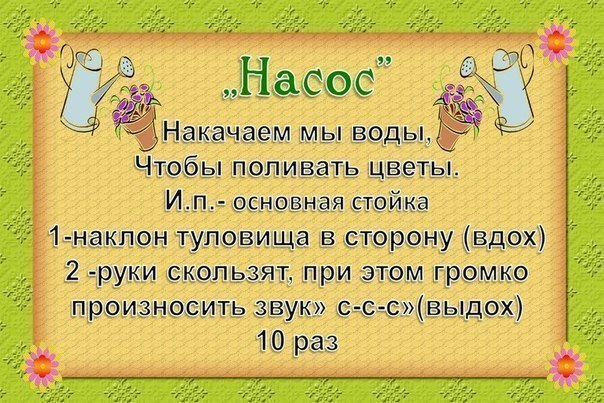 „Насос”
Накачаем мы воды,
Чтобы поливать цветы.
И.п.- основная стойка
1-наклон туловища в сторону (вдох)
2 -руки скользят, при этом громко
произносить звук» с-с-с»(выдох)
10 раз